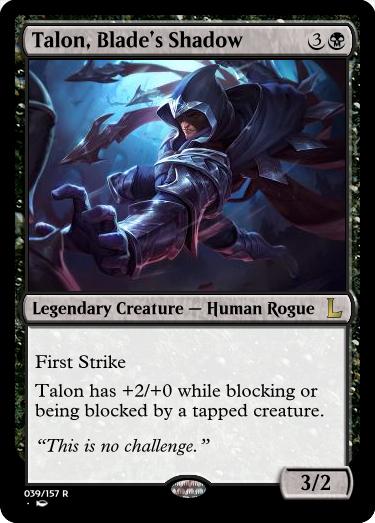 Talon, Blade's Shadow 3
Legendary Creature — Human Rogue L
First Strike
Talon has +2/+0 while blocking or
being blocked by a tapped creature.
“This is no challenge.”
3/2
039/157 R